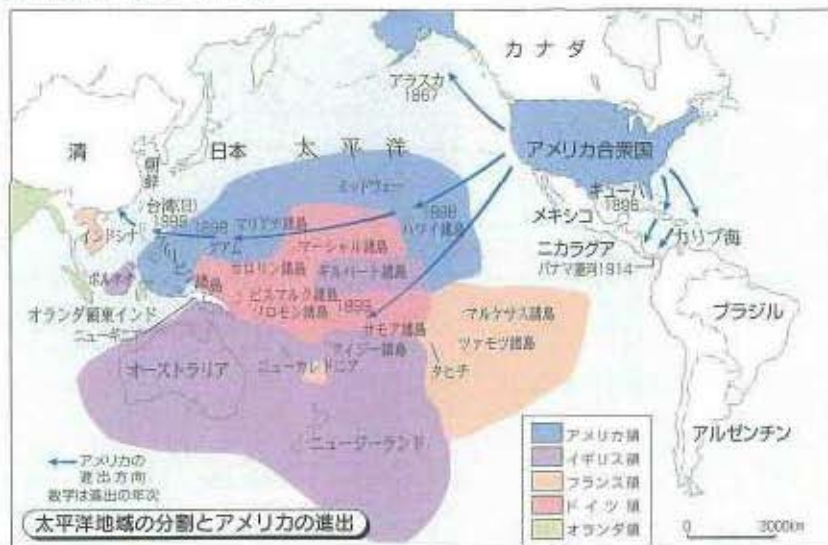 カナダ
アラスカ
1867
清
朝鮮
日本
太平洋
アメリカ合衆国
ミッドウェー
キューバ
1898
メキシコ
台湾(日)
1898
1898
マリアナ諸島
グアム
1898
ハワイ諸島
カリブ海
インドシナ
フィリピン諸島
マーシャル諸島
ニカラグア
パナマ運河1914
カロリン諸島
ギルバート諸島
ボルネオ
ビスマルク諸島
ソロモン諸島
1899
サモア諸島
マルケサス諸島
ブラジル
オランダ領東インド
ニューギニア
フィジー諸島
ツァモツ諸島
オーストラリア
ニューカレドニア
タヒチ
ニュージーランド
アルゼンチン
アメリカ領
イギリス領
フランス領
ドイツ領
オランダ領
アメリカの
進出方向
数字は進出の年次
太平洋地域の分割とアメリカの進出
0 3000km